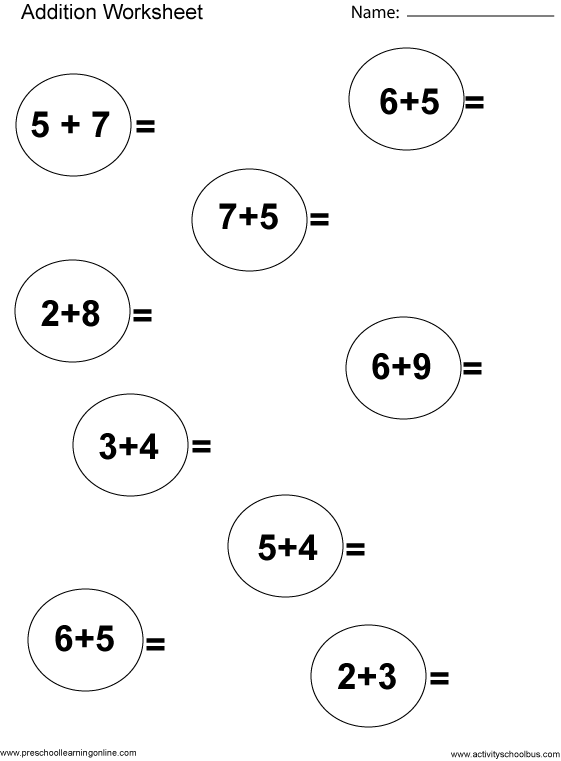 Addition Worksheet
Name:
5 + 7 =
6+5 =
7+5 =
2+8 =
6+9 =
3+4 =
5+4 =
6+5 =
2+3 =
www.preschoollearningonline.com
www.activityschoolbus.com